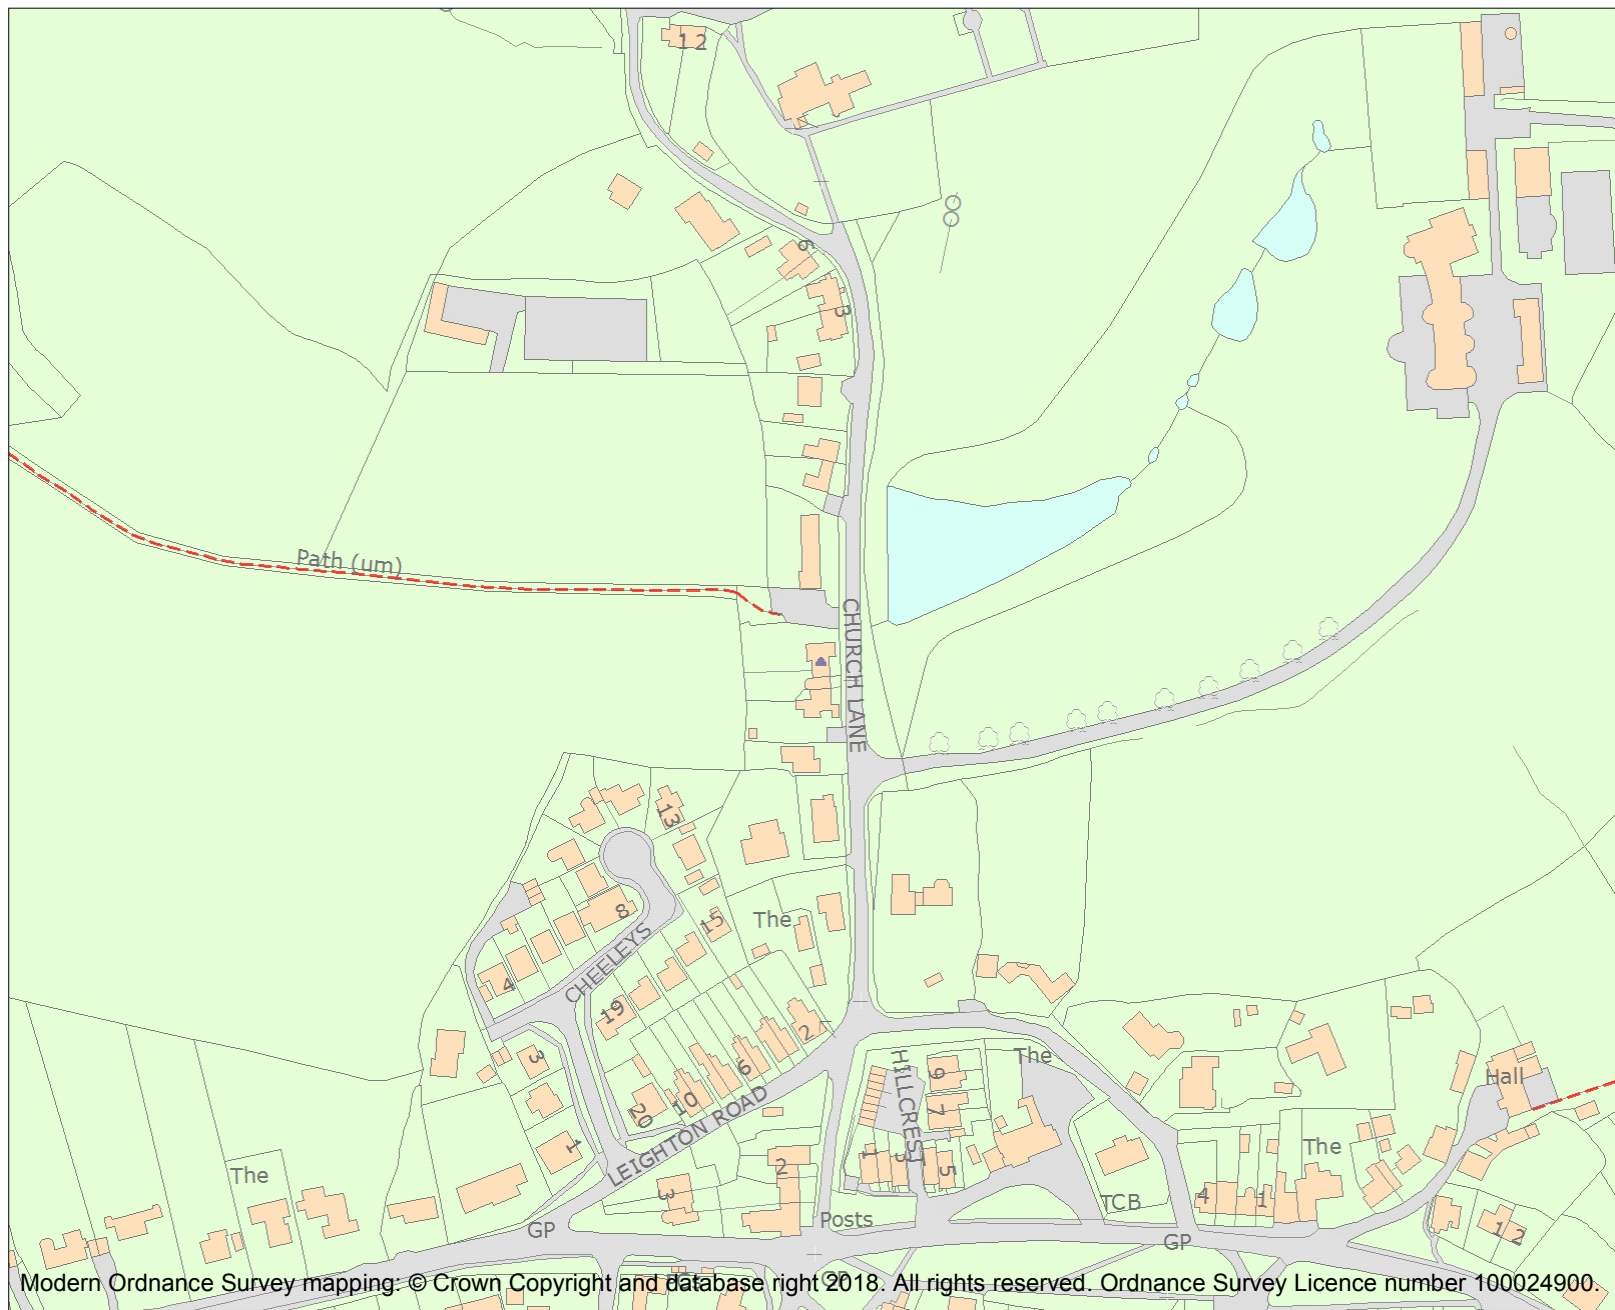 1 2
6
3
Path (um)
CHURCH LANE
13
8
15
The
4
CHEELEYS
19
2
3
6
10
20
1
LEIGHTON ROAD
HILLCREST
9
7
The
1
3
5
Hall
The
The
2
3
Posts
TCB
4
1
GP
GP
1 2
Modern Ordnance Survey mapping: © Crown Copyright and database right 2018. All rights reserved. Ordnance Survey Licence number 100024900.